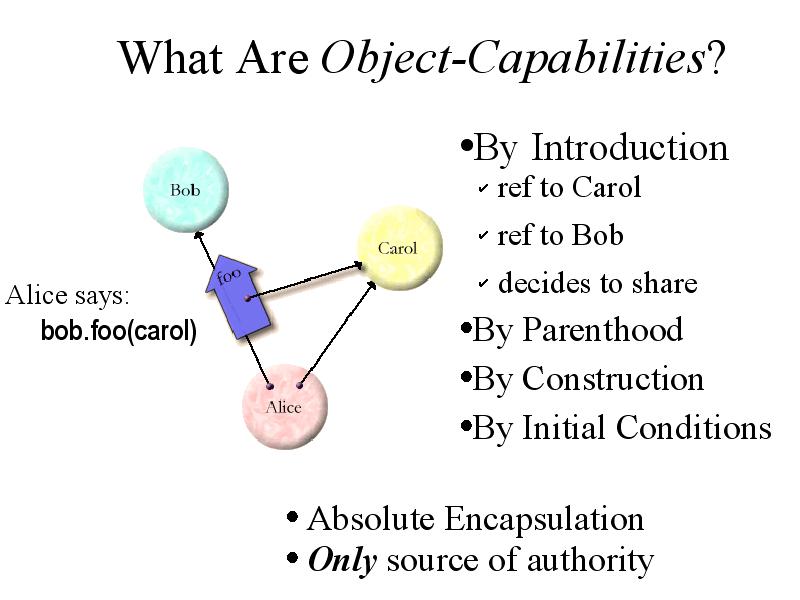 What Are Object-Capabilities?
Bob
Carol
foo
Alice says:
bob.foo(carol)
Alice
•By Introduction
✓ ref to Carol
✓ ref to Bob
✓ decides to share
•By Parenthood
•By Construction
•By Initial Conditions
• Absolute Encapsulation
• Only source of authority